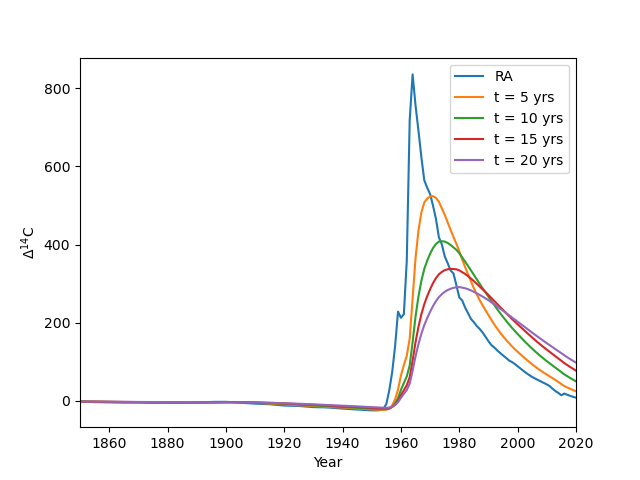 800
600
400
200
0
Δ¹⁴C
1860 1880 1900 1920 1940 1960 1980 2000 2020
Year
RA
t = 5 yrs
t = 10 yrs
t = 15 yrs
t = 20 yrs